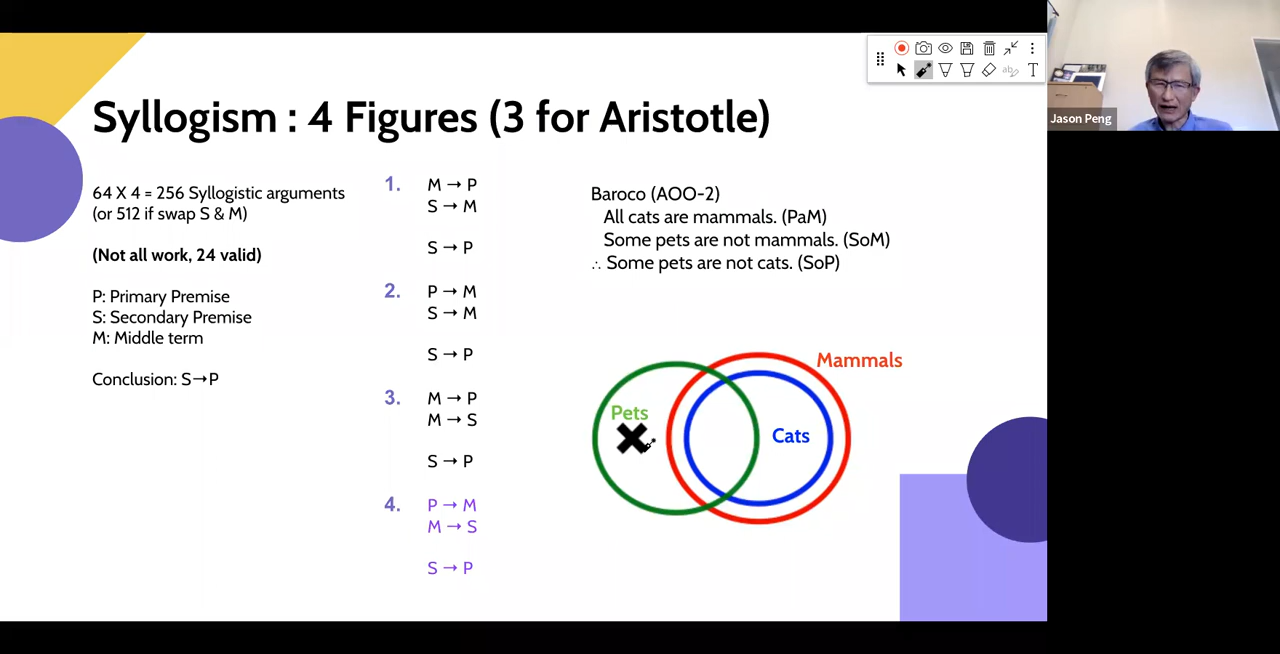 Syllogism : 4 Figures (3 for Aristotle)
64 X 4 = 256 Syllogistic arguments
(or 512 if swap S & M)
(Not all work, 24 valid)
P: Primary Premise
S: Secondary Premise
M: Middle term
Conclusion: S→P
1. M → P
S → M
S → P
2. P → M
S → M
S → P
3. M → P
M → S
S → P
4. P → M
M → S
S → P
Baroco (AOO-2)
All cats are mammals. (PaM)
Some pets are not mammals. (SoM)
∴ Some pets are not cats. (SoP)
Mammals
Pets
Cats
ab
T
Jason Peng